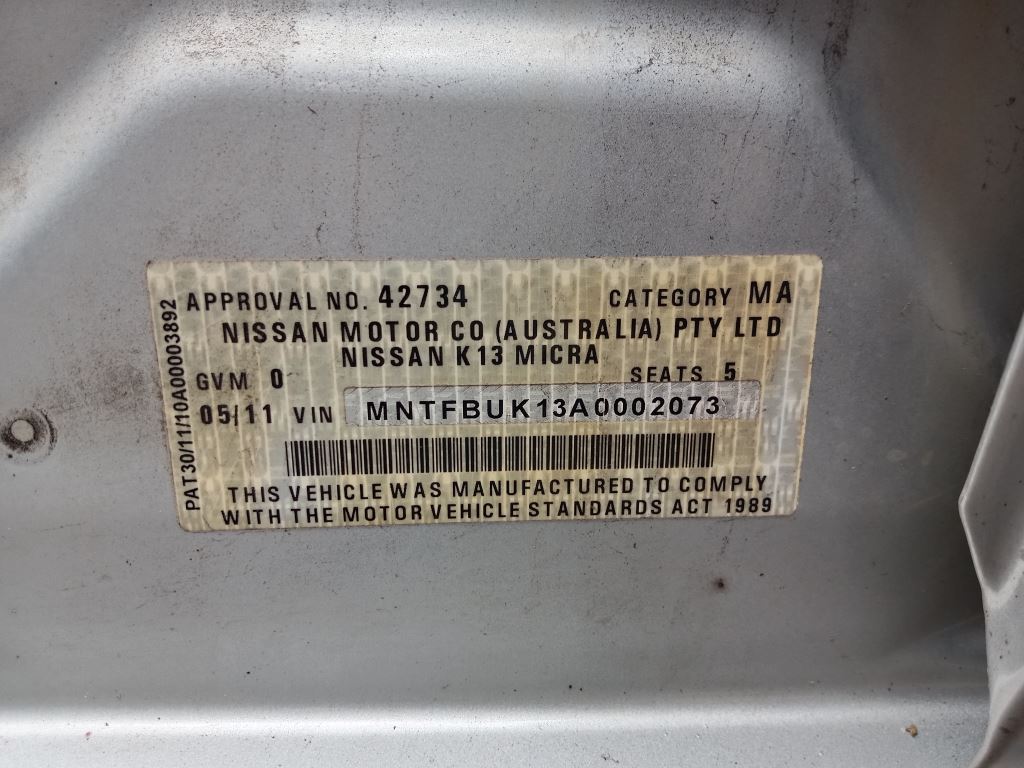 APPROVAL NO. 42734 CATEGORY MA
NISSAN MOTOR CO (AUSTRALIA) PTY LTD
NISSAN K13 MICRA
GVM 0 SEATS 5
05/11 VIN MNTFBUK13A0002073
THIS VEHICLE WAS MANUFACTURED TO COMPLY
WITH THE MOTOR VEHICLE STANDARDS ACT 1989
PAT30/11/10A00003892